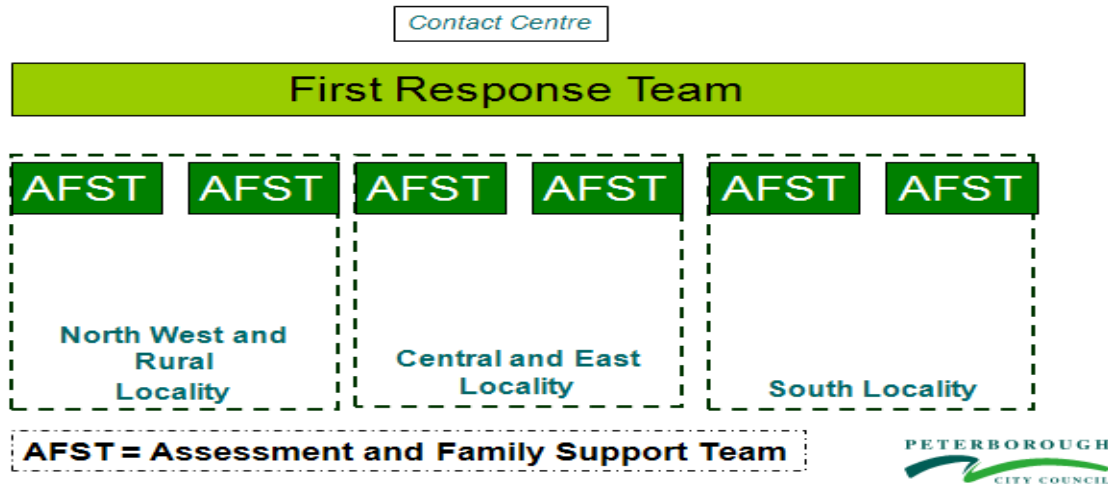 Contact Centre
First Response Team
AFST AFST AFST AFST AFST AFST
North West and
Rural
Locality
Central and East
Locality
South Locality
AFST = Assessment and Family Support Team
PETERBOROUGH
CITY COUNCIL